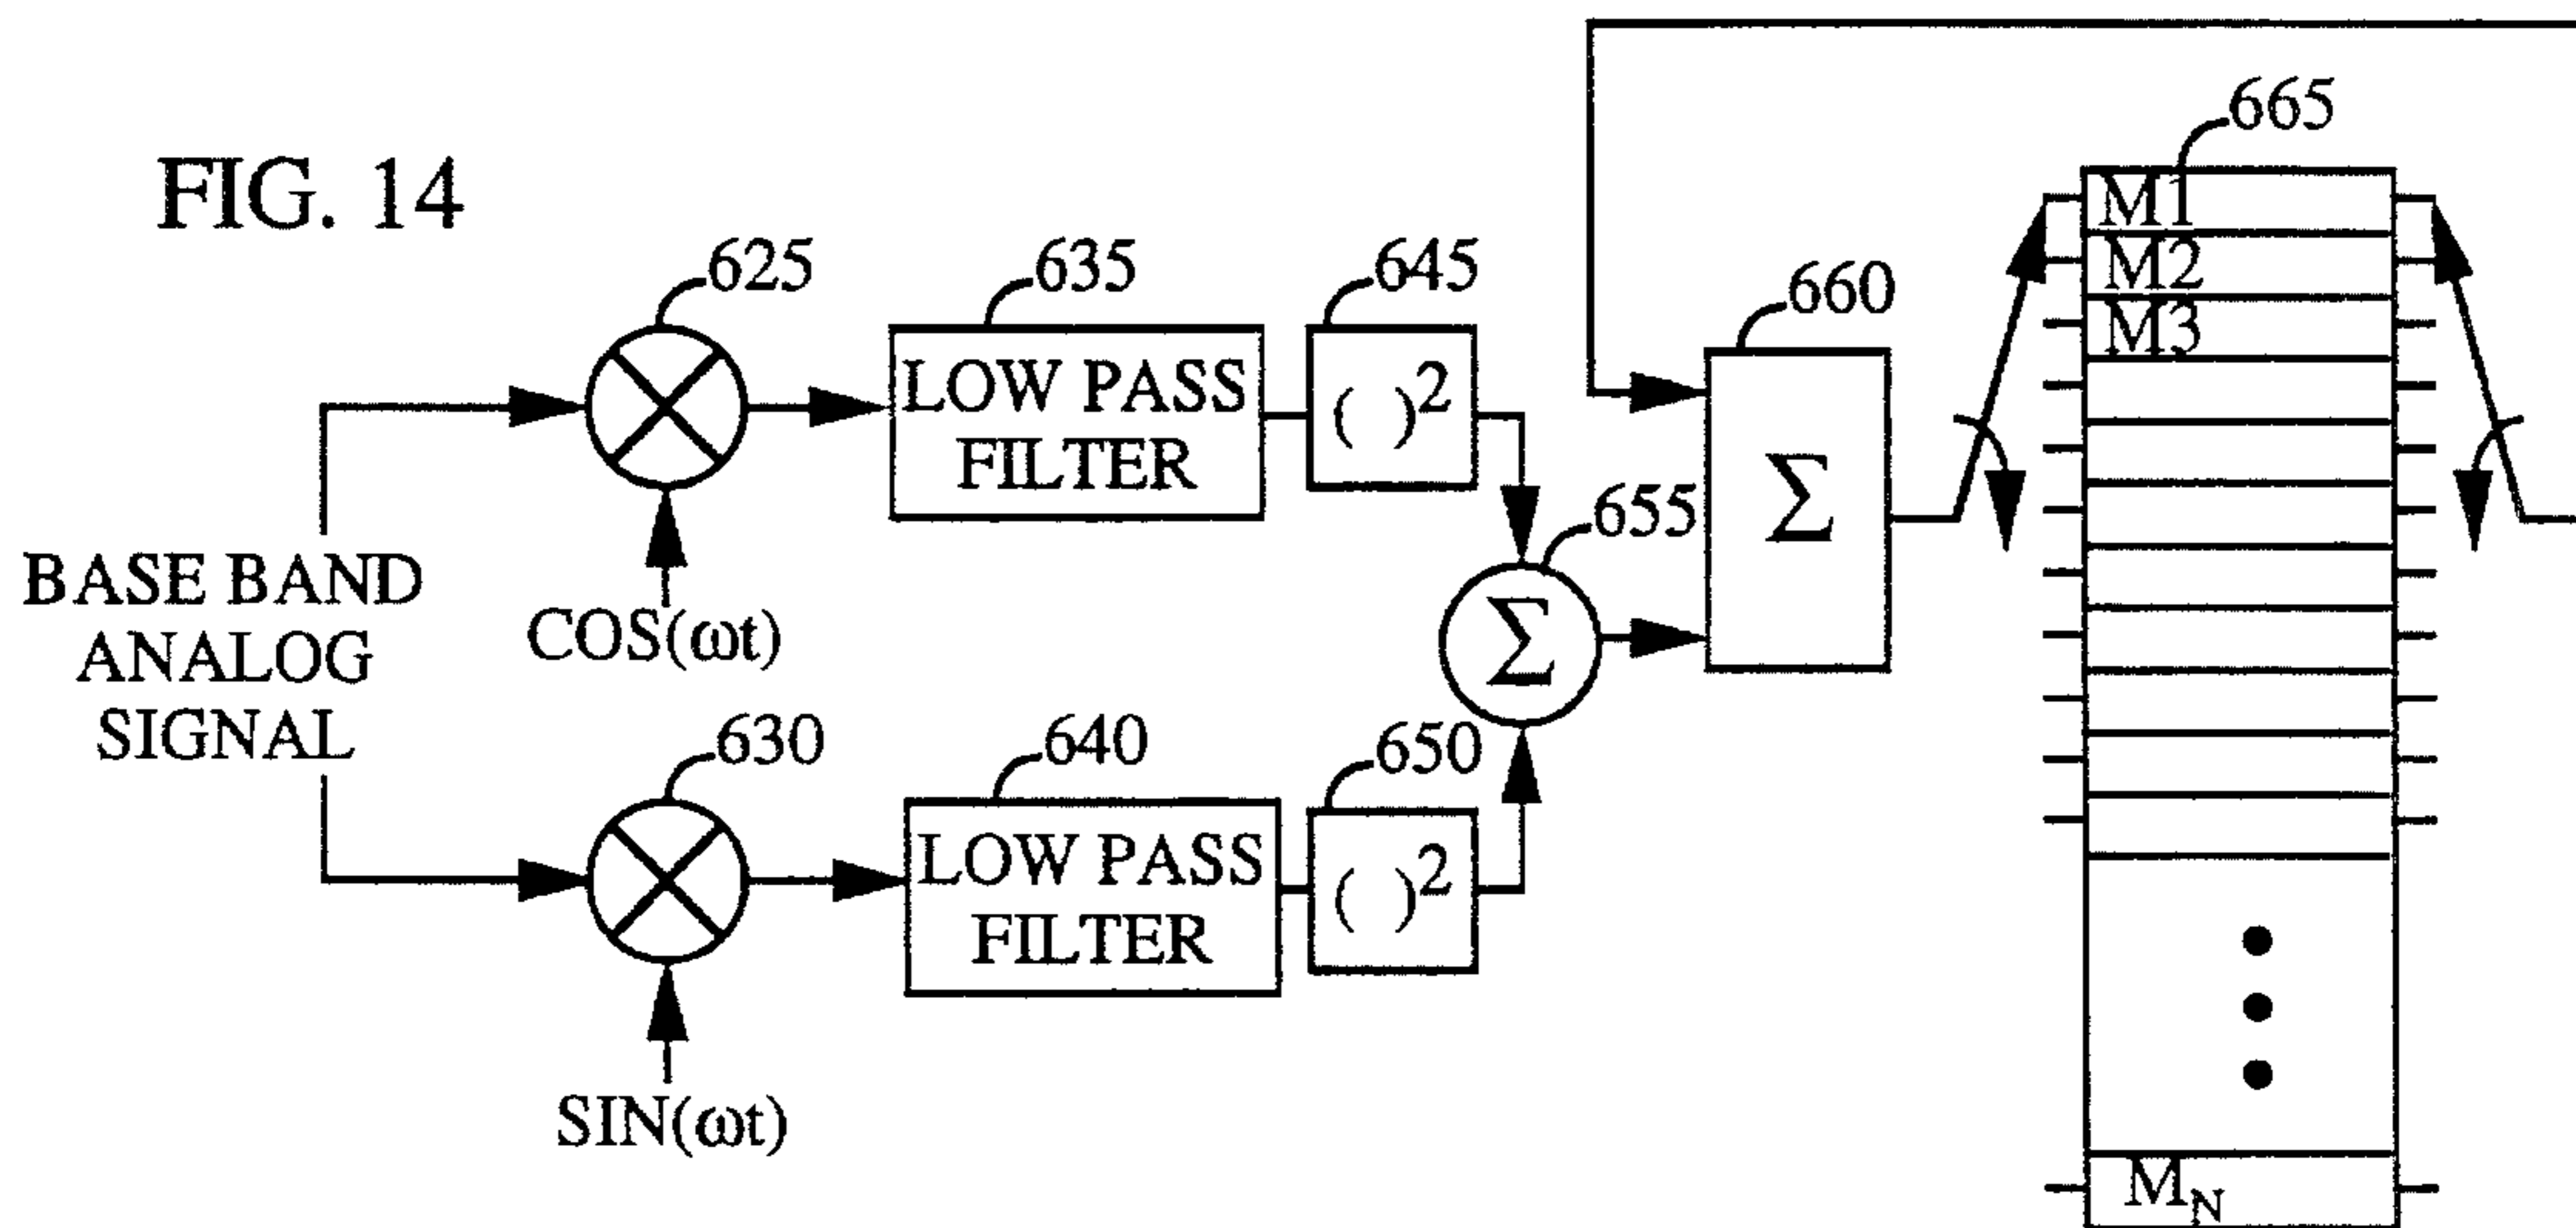 FIG. 14
625
635
645
660
665
M1
M2
M3
LOW PASS
FILTER
( )²
Σ
655
COS(ωt)
BASE BAND
ANALOG
SIGNAL
Σ
630
640
650
LOW PASS
FILTER
( )²
SIN(ωt)
M_N